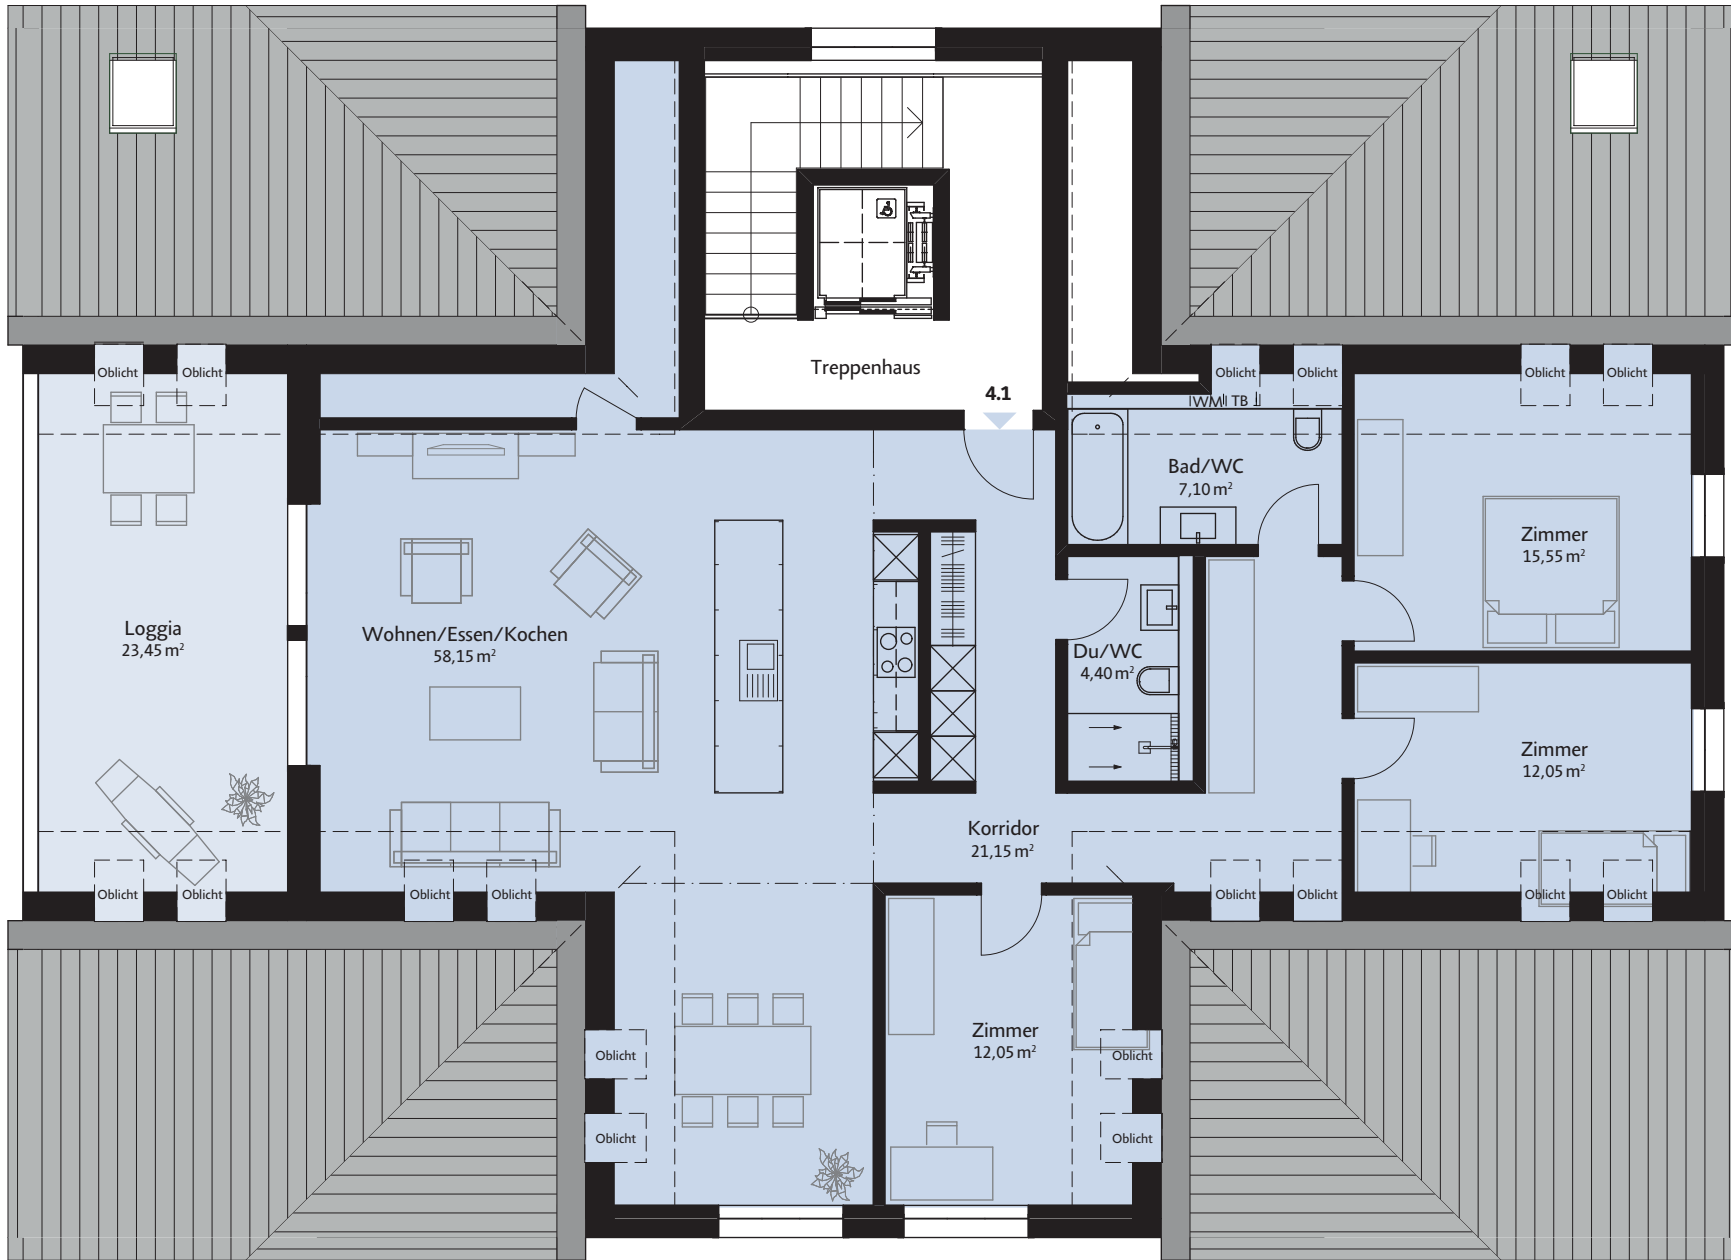 Treppenhaus
4.1
Oblicht
Oblicht
Oblicht
Oblicht
Oblicht
Oblicht
WM TB
Bad/WC
7,10 m²
Zimmer
15,55 m²
Loggia
23,45 m²
Wohnen/Essen/Kochen
58,15 m²
Du/WC
4,40 m²
Zimmer
12,05 m²
Korridor
21,15 m²
Oblicht
Oblicht
Oblicht
Oblicht
Oblicht
Oblicht
Oblicht
Oblicht
Zimmer
12,05 m²
Oblicht
Oblicht
Oblicht
Oblicht